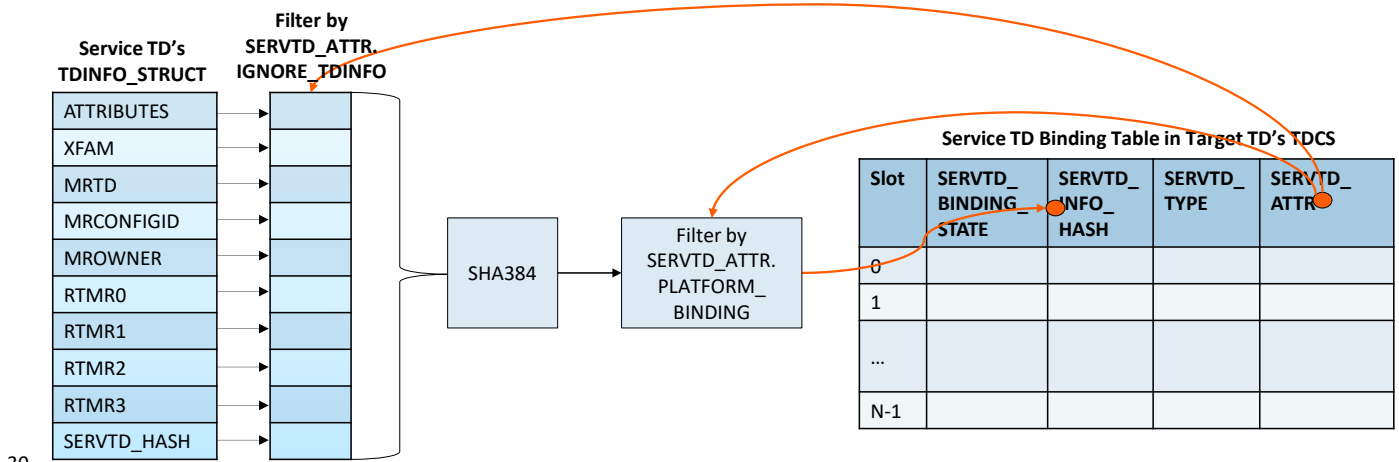 Service TD's
TDINFO_STRUCT
Filter by
SERVTD_ATTR.
IGNORE_TDINFO
ATTRIBUTES
XFAM
MRTD
MRCONFIGID
MROWNER
RTMR0
RTMR1
RTMR2
RTMR3
SERVTD_HASH
SHA384
Filter by
SERVTD_ATTR.
PLATFORM_
BINDING
Service TD Binding Table in Target TD's TDCS
Slot
SERVTD_
BINDING_
STATE
SERVTD_
INFO_
HASH
SERVTD_
TYPE
SERVTD_
ATTR
0
1
...
N-1